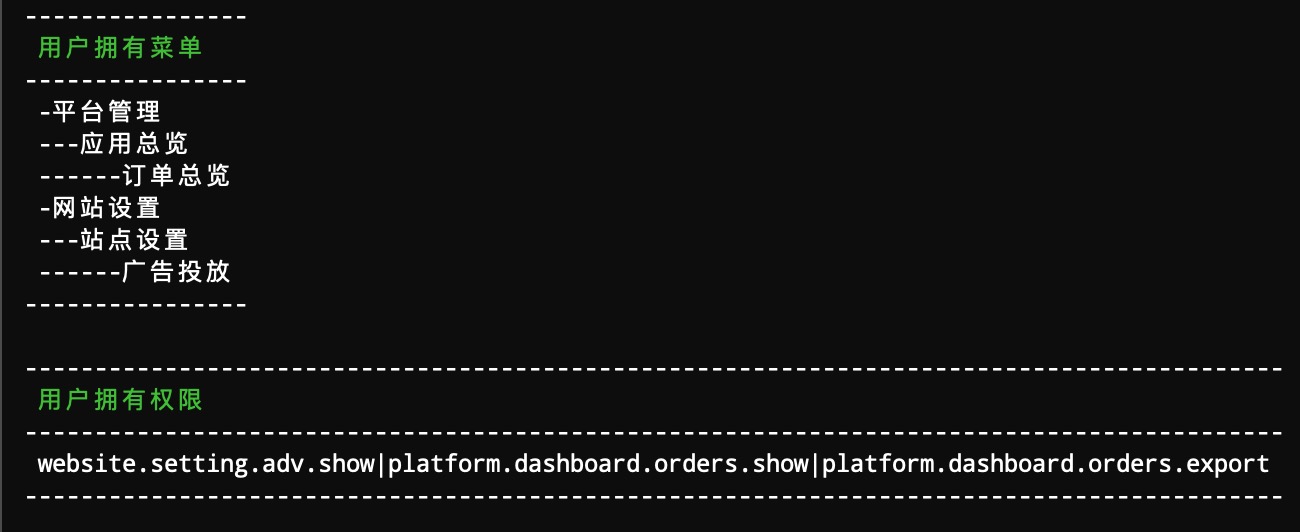 ----------------
用户拥有菜单
----------------
-平台管理
---应用总览
------订单总览
-网站设置
---站点设置
------广告投放
----------------
-------------------------------------------------------------------------------------------
用户拥有权限
-------------------------------------------------------------------------------------------
website.setting.adv.show|platform.dashboard.orders.show|platform.dashboard.orders.export
-------------------------------------------------------------------------------------------